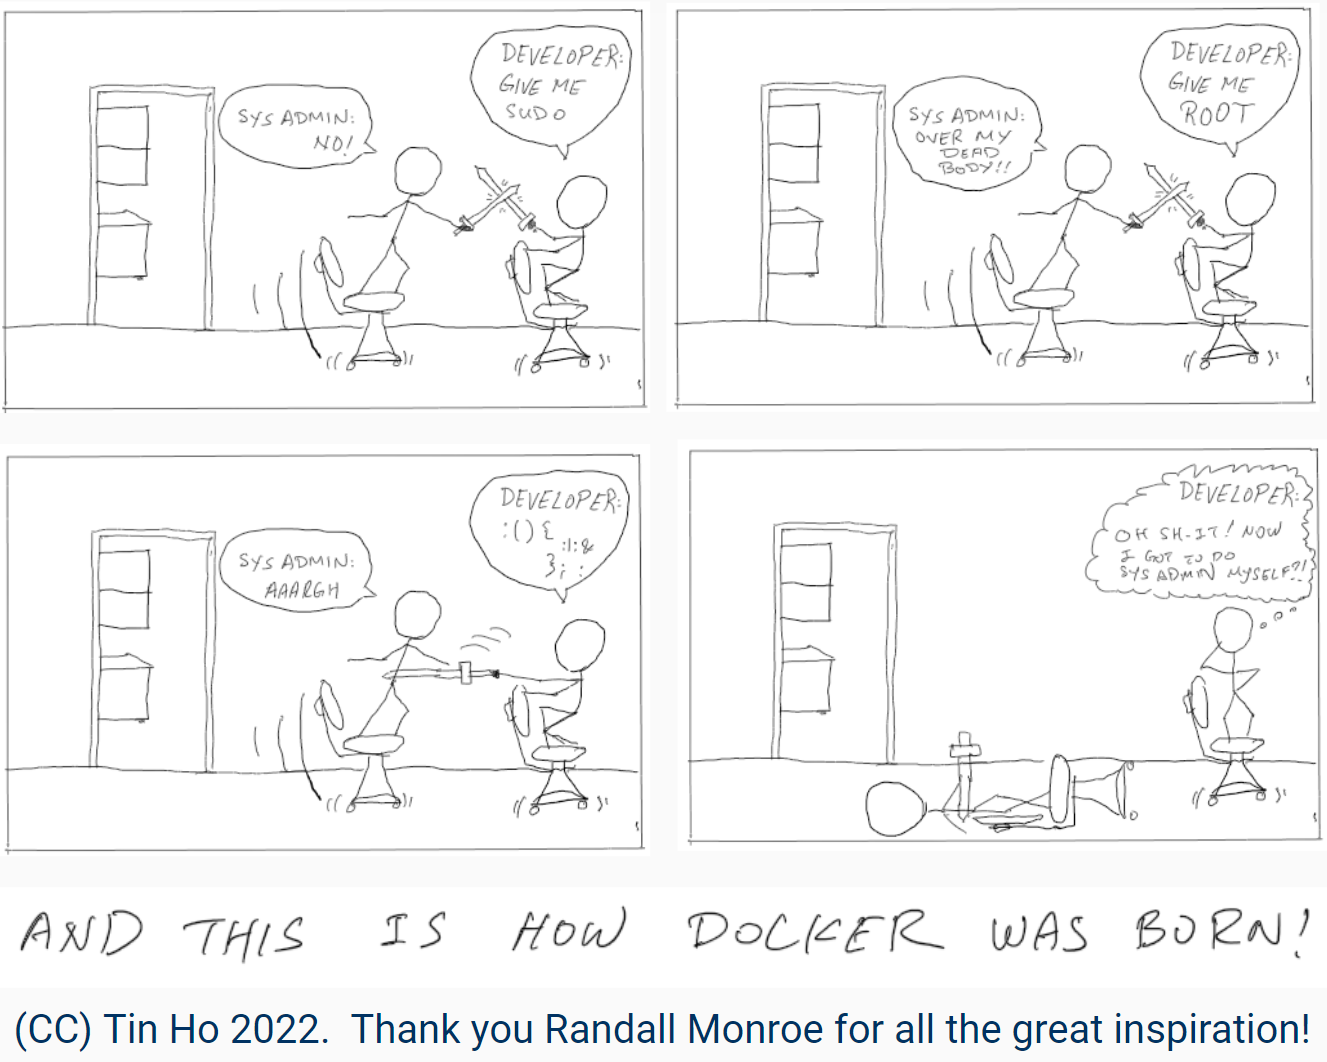 SYS ADMIN:
NO!
DEVELOPER:
GIVE ME
SUDO
SYS ADMIN:
OVER MY
DEAD
BODY!!
DEVELOPER:
GIVE ME
ROOT
SYS ADMIN:
AAARGH
DEVELOPER:
:(){
:|:&
};:
DEVELOPER:
OH SH-IT! NOW
I GOT TO DO
SYS ADMIN MYSELF?!
AND THIS IS HOW DOCKER WAS BORN!
(CC) Tin Ho 2022. Thank you Randall Monroe for all the great inspiration!